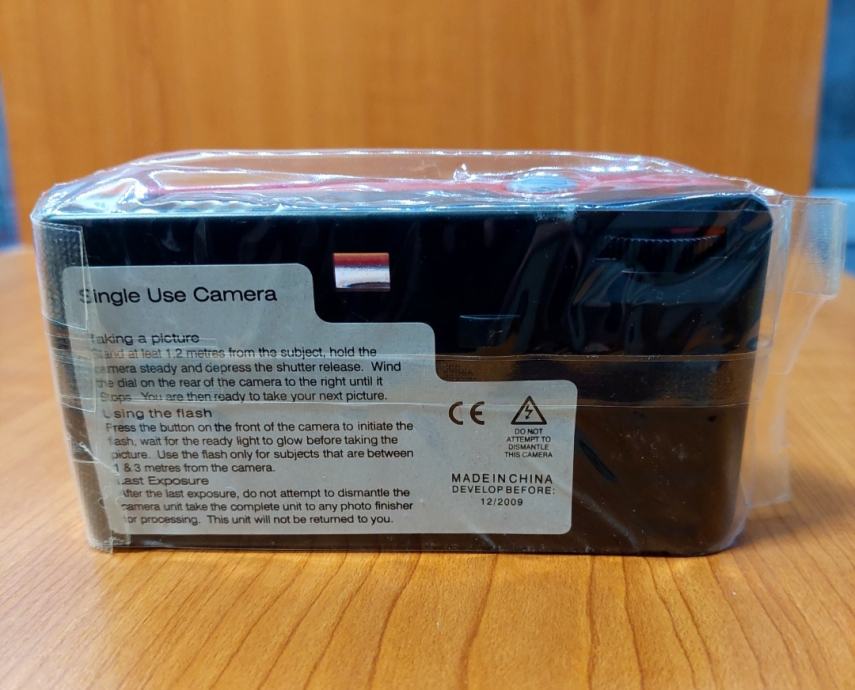 Single Use Camera
Taking a picture
Stand at leat 1.2 metres from the subject, hold the
camera steady and depress the shutter release. Wind
the dial on the rear of the camera to the right until it
Stops. You are then ready to take your next picture.
Using the flash
Press the button on the front of the camera to initiate the
flash, wait for the ready light to glow before taking the
picture. Use the flash only for subjects that are between
1 & 3 metres from the camera.
Last Exposure
After the last exposure, do not attempt to dismantle the
camera unit take the complete unit to any photo finisher
for processing. This unit will not be returned to you.
CE
DO NOT
ATTEMPT TO
DISMANTLE
THIS CAMERA
MADE IN CHINA
DEVELOP BEFORE:
12/2009